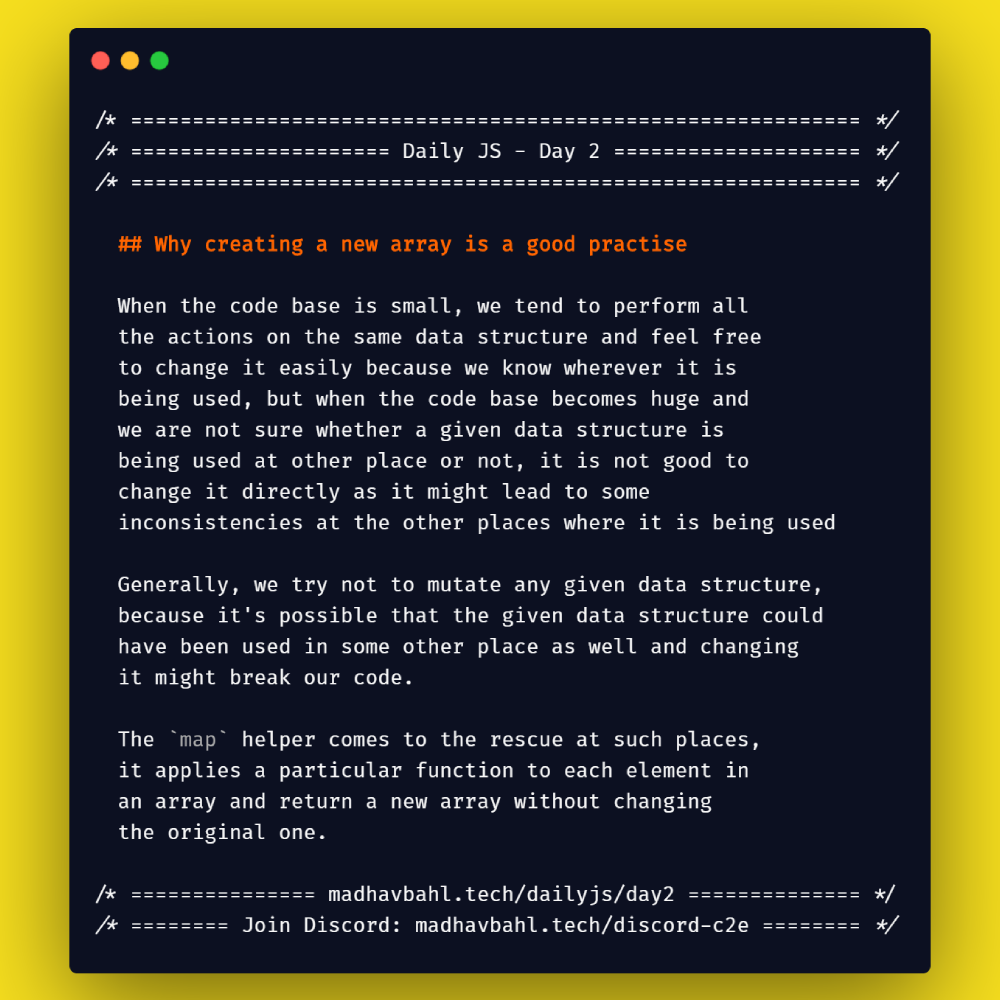 /* =========================================================== */
/* ===================== Daily JS - Day 2 ==================== */
/* =========================================================== */
## Why creating a new array is a good practise
When the code base is small, we tend to perform all
the actions on the same data structure and feel free
to change it easily because we know wherever it is
being used, but when the code base becomes huge and
we are not sure whether a given data structure is
being used at other place or not, it is not good to
change it directly as it might lead to some
inconsistencies at the other places where it is being used
Generally, we try not to mutate any given data structure,
because it's possible that the given data structure could
have been used in some other place as well and changing
it might break our code.
The `map` helper comes to the rescue at such places,
it applies a particular function to each element in
an array and return a new array without changing
the original one.
/* =============== madhavbahl.tech/dailyjs/day2 ============== */
/* ======== Join Discord: madhavbahl.tech/discord-c2e ======== */